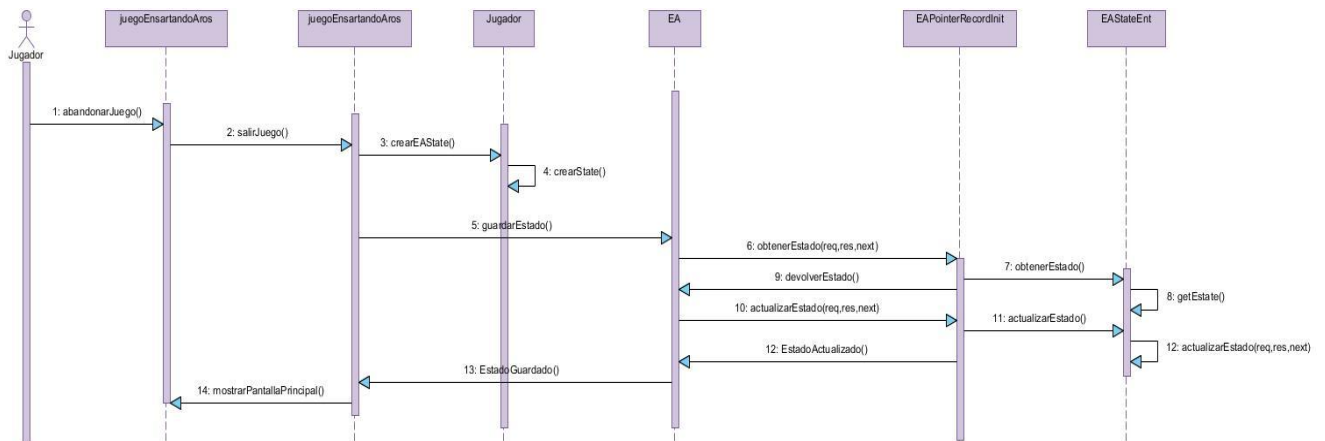 juegoEnsartandoAros
juegoEnsartandoAros
Jugador
EA
EAPointerRecordInit
EAStateEnt
Jugador
1: abandonarJuego()
2: salirJuego()
3: crearEAState()
4: crearState()
5: guardarEstado()
6: obtenerEstado(req,res,next)
7: obtenerEstado()
9: devolverEstado()
8: getEstate()
10: actualizarEstado(req,res,next)
11: actualizarEstado()
12: EstadoActualizado()
12: actualizarEstado(req,res,next)
13: EstadoGuardado()
14: mostrarPantallaPrincipal()